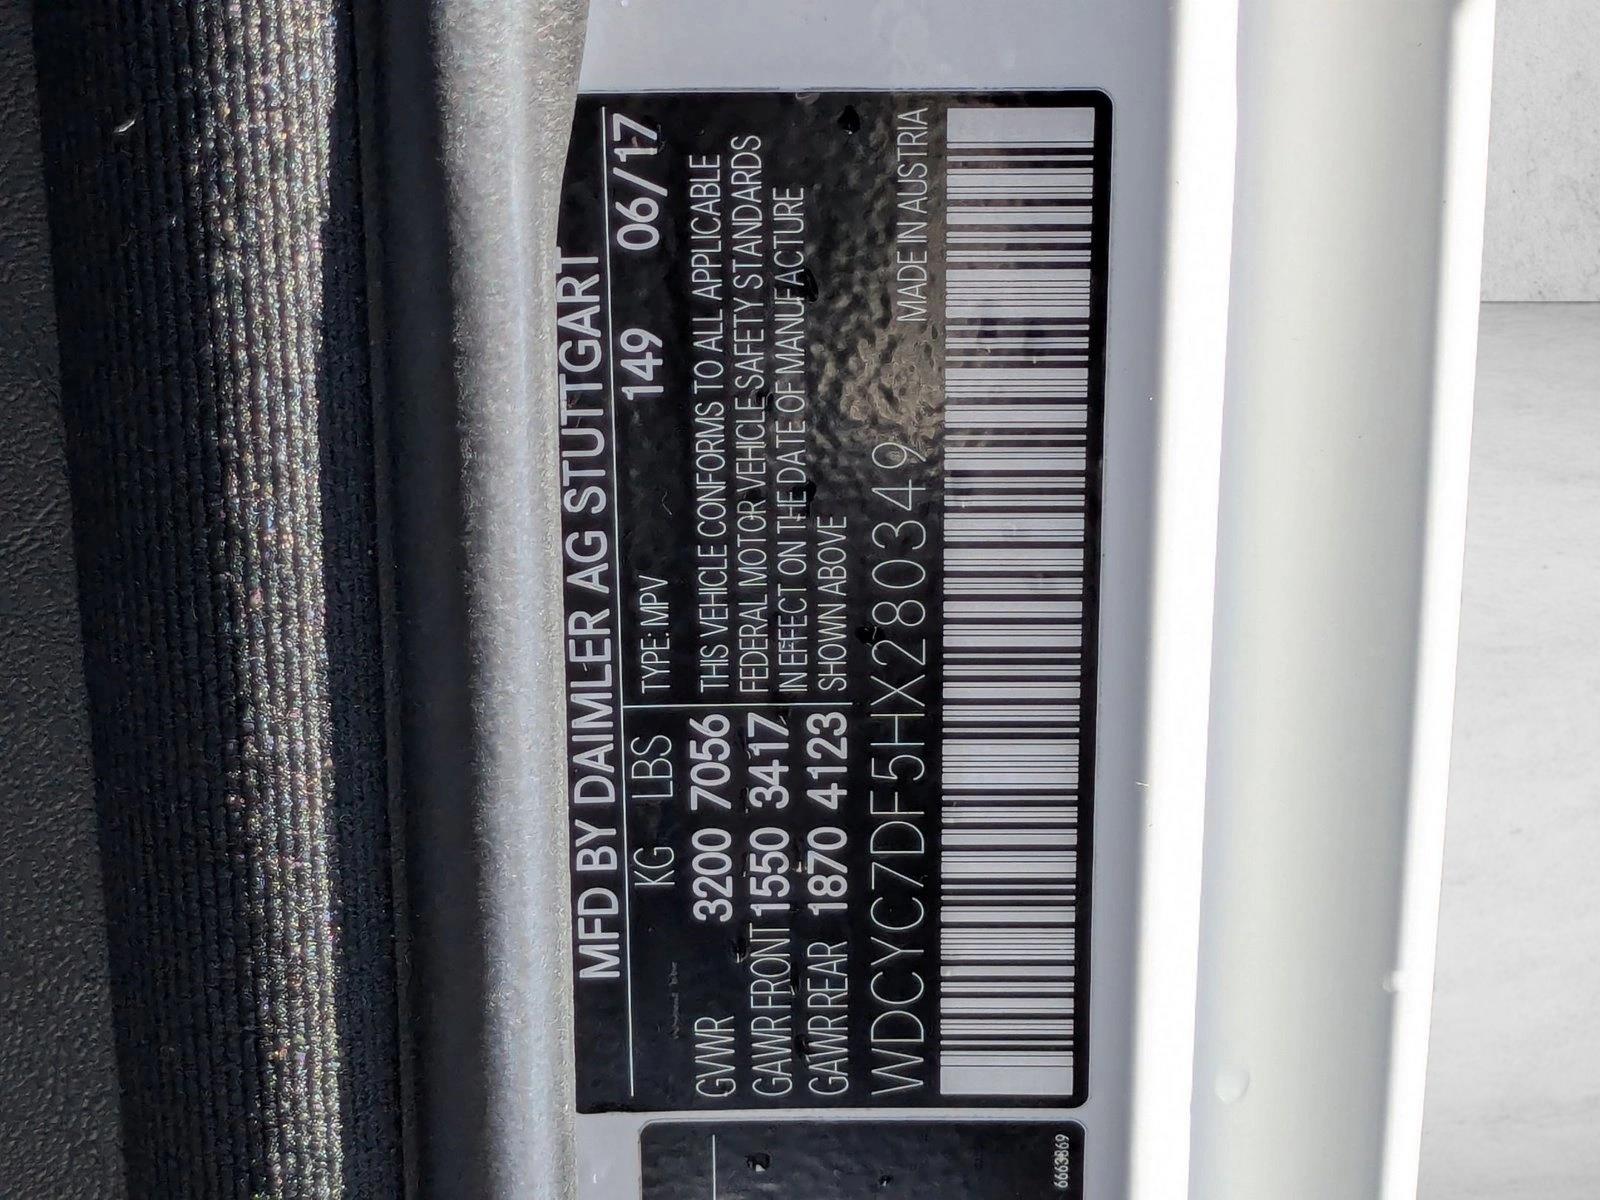 MFD BY DAIMLER AG STUTTGART
KG LBS TYPE: MPV 149 06/17
GVWR 3200 7056
GAWR FRONT 1550 3417
GAWR REAR 1870 4123
THIS VEHICLE CONFORMS TO ALL APPLICABLE
FEDERAL MOTOR VEHICLE SAFETY STANDARDS
IN EFFECT ON THE DATE OF MANUFACTURE
SHOWN ABOVE
WDCYC7DF5HX280349 MADE IN AUSTRIA
6663869